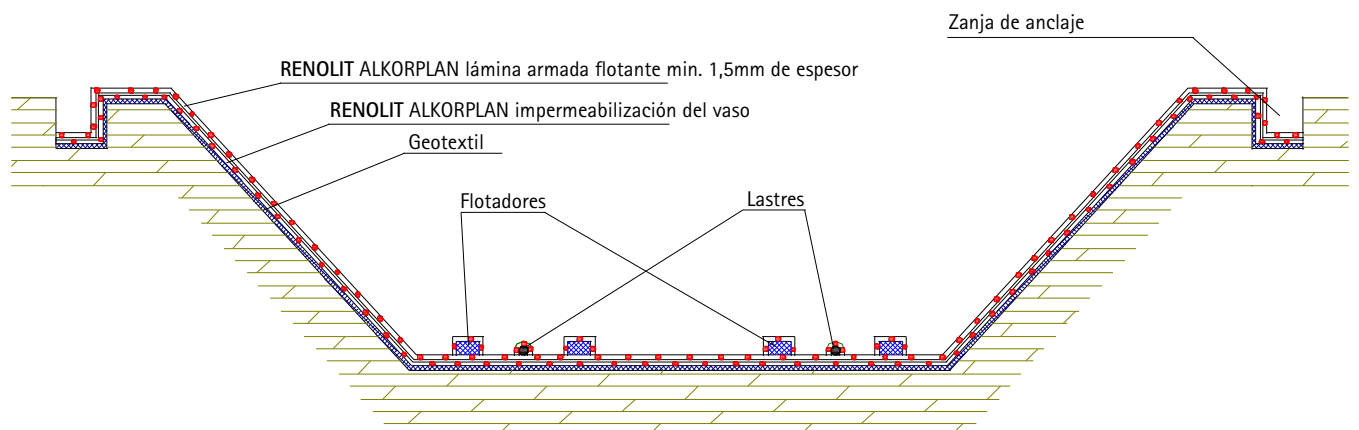 Zanja de anclaje
RENOLIT ALKORPLAN lámina armada flotante min. 1,5mm de espesor
RENOLIT ALKORPLAN impermeabilización del vaso
Geotextil
Flotadores
Lastres